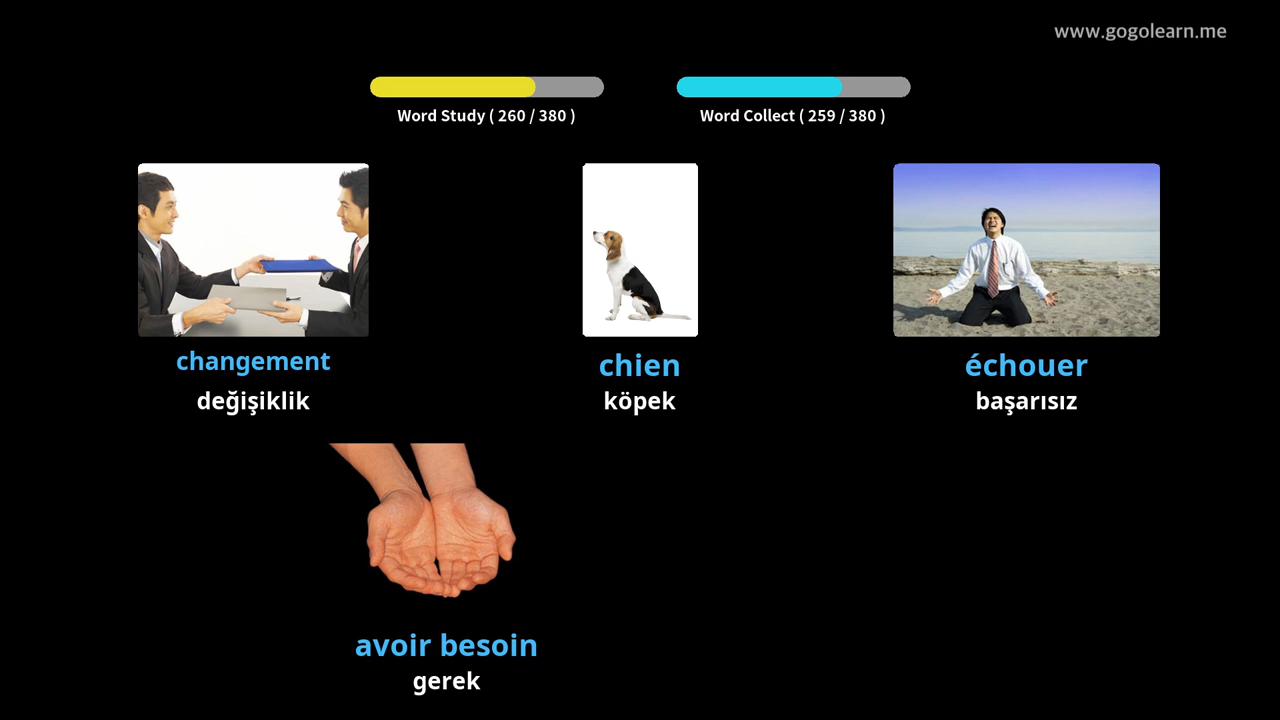 www.gogolearn.me
Word Study ( 260 / 380 )
Word Collect ( 259 / 380 )
changement
değişiklik
chien
köpek
échouer
başarısız
avoir besoin
gerek